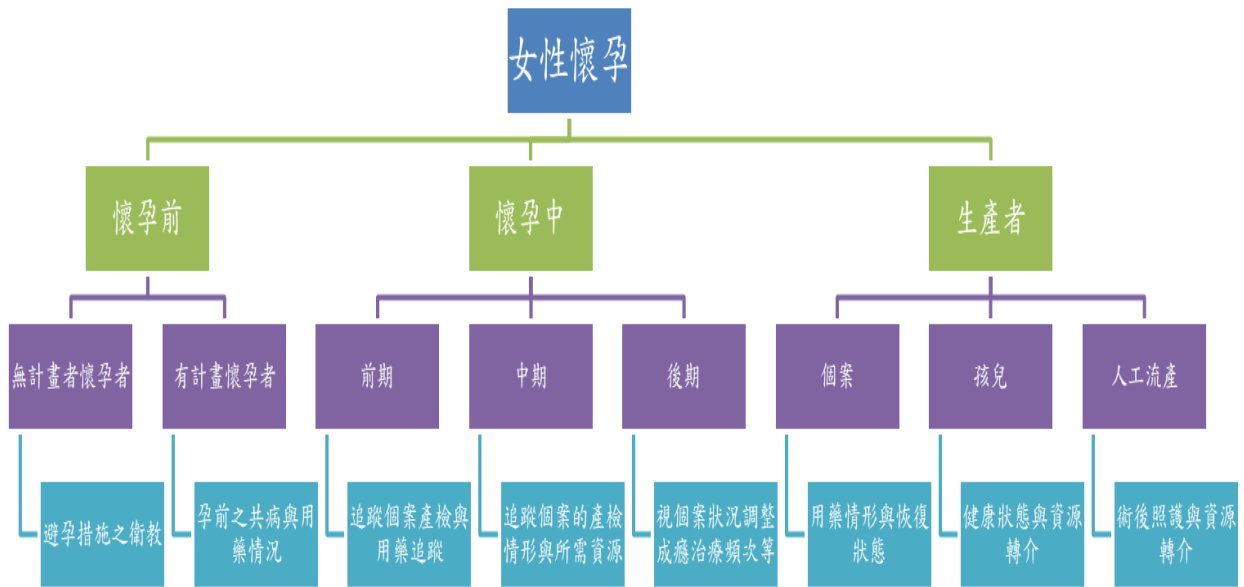 女性懷孕
懷孕前
懷孕中
生產者
無計畫者懷孕者
有計畫懷孕者
前期
中期
後期
個案
孩兒
人工流產
避孕措施之衛教
孕前之共病與用
藥情況
追蹤個案產檢與
用藥追蹤
追蹤個案的產檢
情形與所需資源
視個案狀況調整
成癮治療頻次等
用藥情形與恢復
狀態
健康狀態與資源
轉介
術後照護與資源
轉介